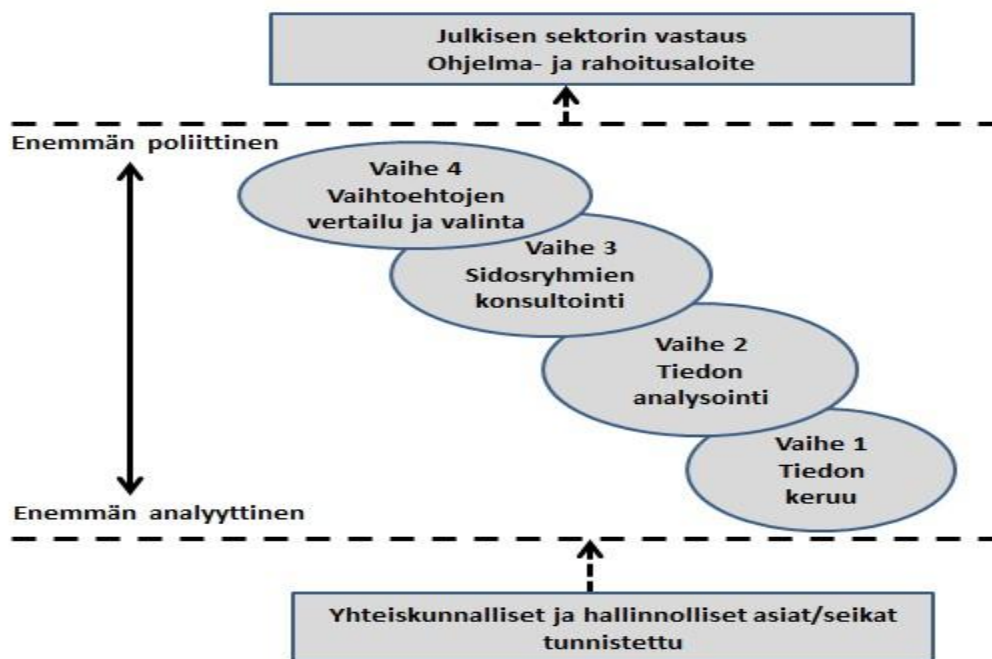 Julkisen sektorin vastaus
Ohjelma- ja rahoitusaloite
Enemmän poliittinen
Vaihe 4
Vaihtoehtojen
vertailu ja valinta
Vaihe 3
Sidosryhmien
konsultointi
Vaihe 2
Tiedon
analysointi
Vaihe 1
Tiedon
keruu
Enemmän analyyttinen
Yhteiskunnalliset ja hallinnolliset asiat/seikat
tunnistettu